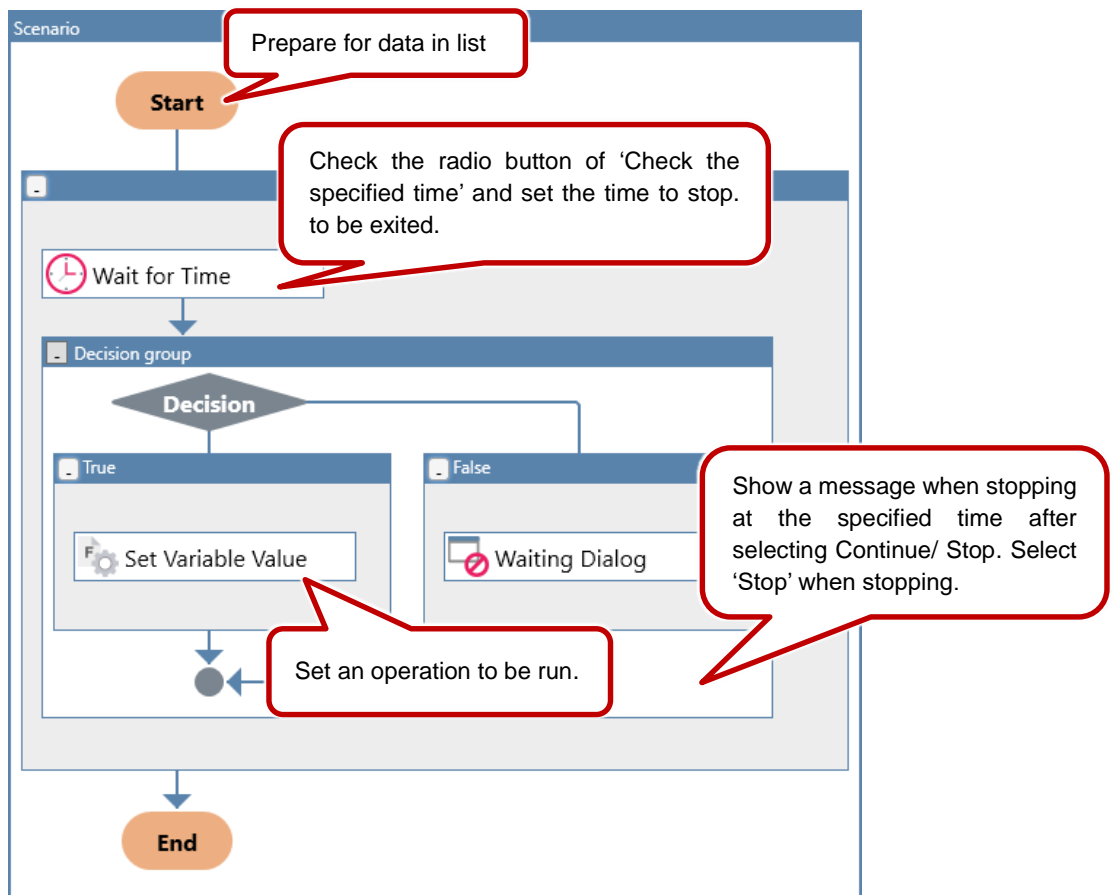 Scenario
Prepare for data in list
Start
Check the radio button of ‘Check the
specified time’ and set the time to stop.
to be exited.
-
Wait for Time
- Decision group
Decision
- True
- False
Show a message when stopping
at the specified time after
selecting Continue/ Stop. Select
‘Stop’ when stopping.
F Set Variable Value
Waiting Dialog
Set an operation to be run.
End